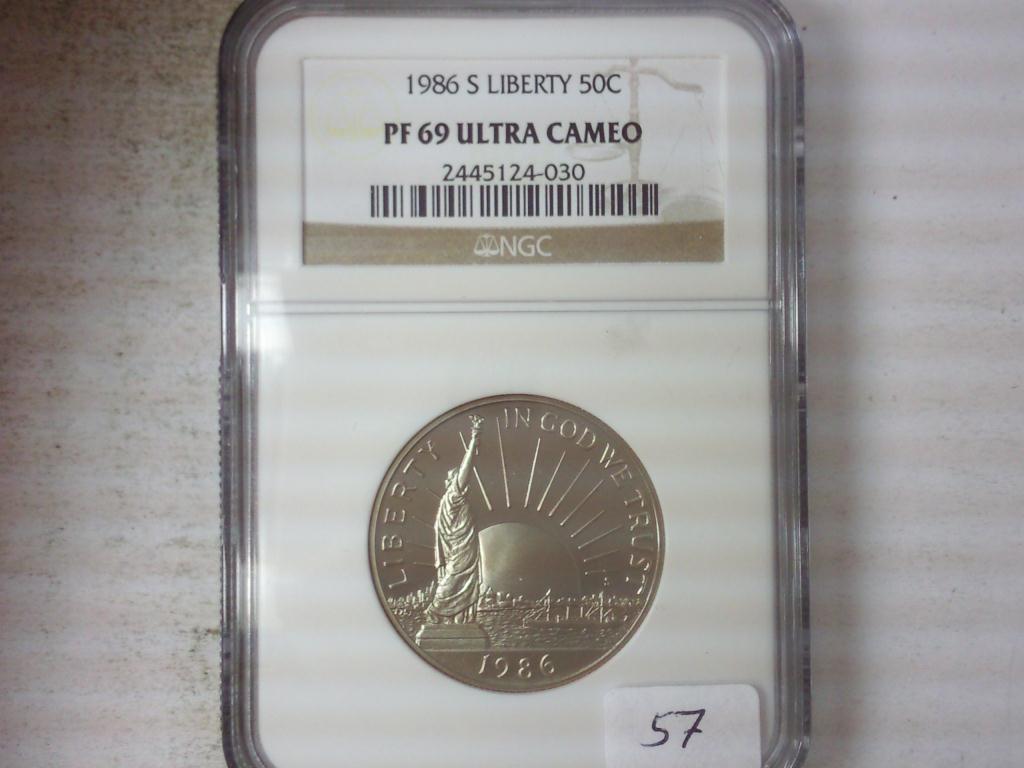 1986 S LIBERTY 50C
PF 69 ULTRA CAMEO
2445124-030
NGC
LIBERTY
IN GOD WE TRUST
S
1986
57